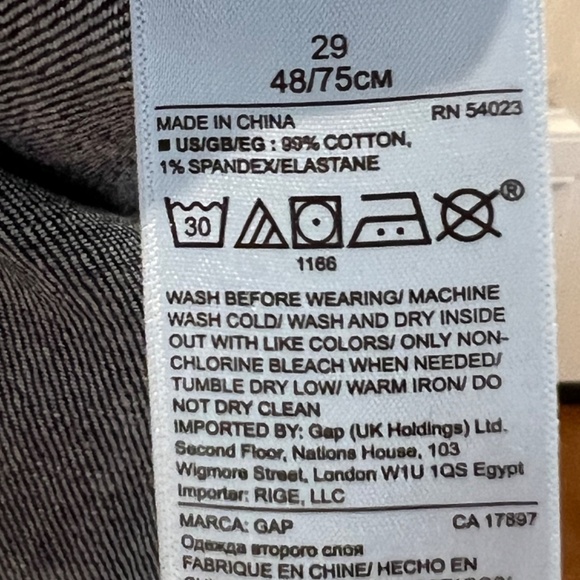 29
48/75CM
RN 54023
MADE IN CHINA
■ US/GB/EG : 99% COTTON,
1% SPANDEX/ELASTANE
30
®
1166
WASH BEFORE WEARING/ MACHINE
WASH COLD/ WASH AND DRY INSIDE
OUT WITH LIKE COLORS/ ONLY NON-
CHLORINE BLEACH WHEN NEEDED/
TUMBLE DRY LOW/ WARM IRON/ DO
NOT DRY CLEAN
IMPORTED BY: Gap (UK Holdings) Ltd.
Second Floor, Nations House, 103
Wigmore Street, London W1U 1QS Egypt
Importer: RIGE, LLC
MARCA: GAP CA 17897
Одежда второго слоя
FABRIQUE EN CHINE/ HECHO EN